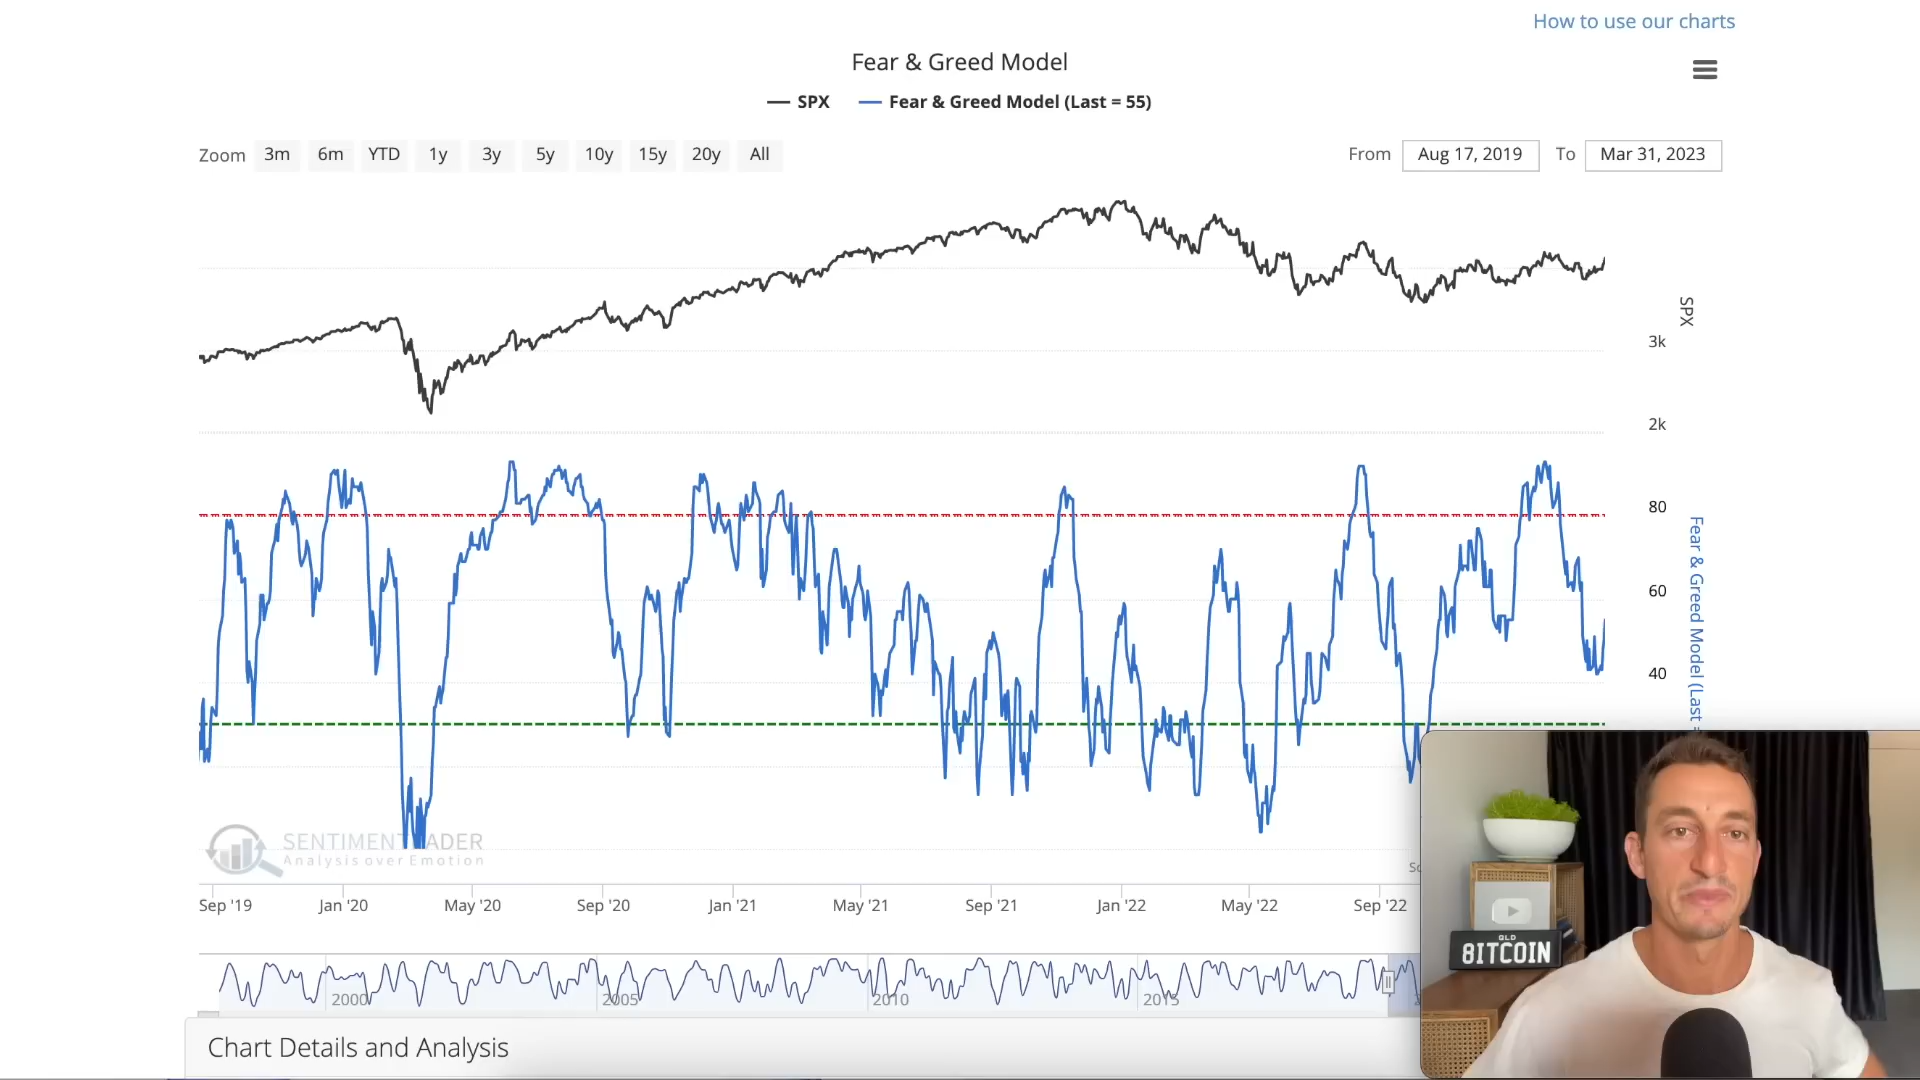 How to use our charts
Fear & Greed Model
SPX
Fear & Greed Model (Last = 55)
Zoom 3m 6m YTD 1y 3y 5y 10y 15y 20y All
From Aug 17, 2019 To Mar 31, 2023
SPX
3k
2k
80
60
40
Fear & Greed Model (Last =
SENTIMENTRADER
Analysis over Emotion
Sep '19 Jan '20 May '20 Sep '20 Jan '21 May '21 Sep '21 Jan '22 May '22 Sep '22
2000 2005 2010 2015
Chart Details and Analysis
QLD
BITCOIN